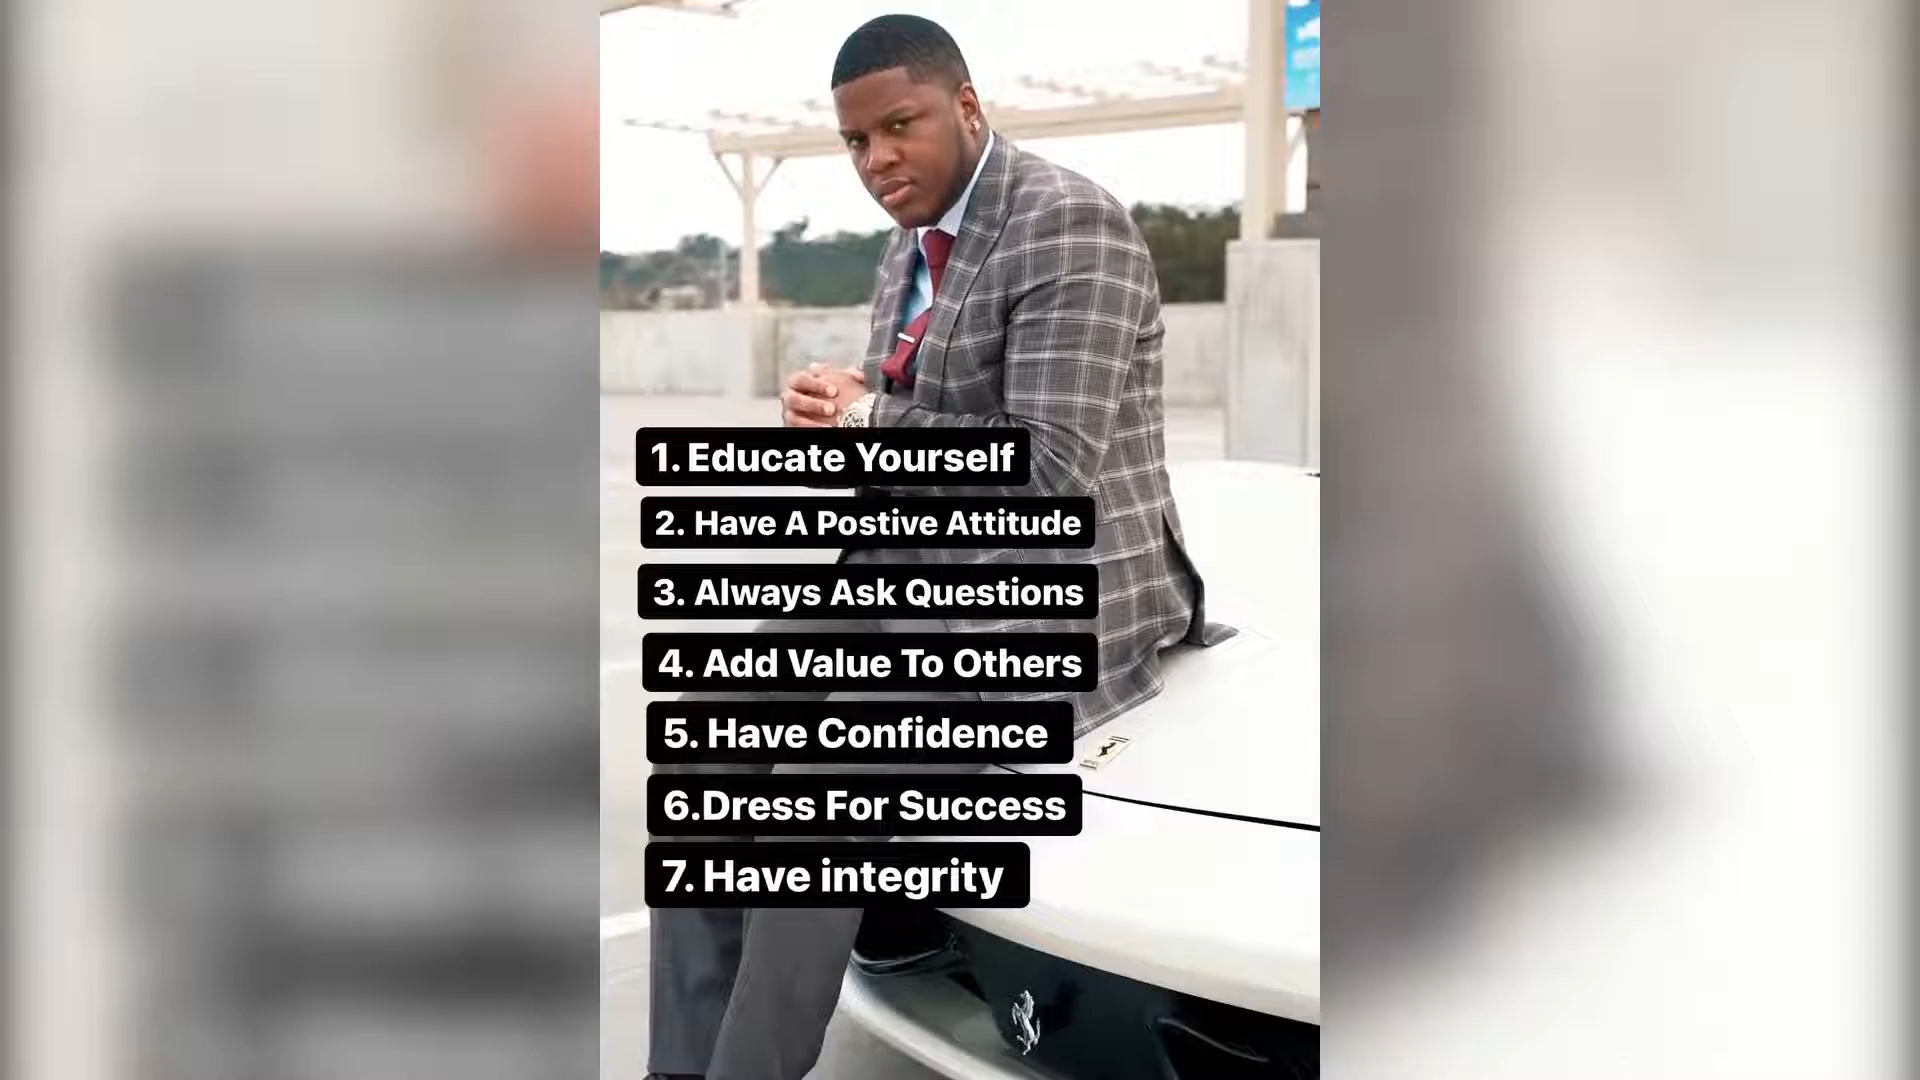 1. Educate Yourself
2. Have A Postive Attitude
3. Always Ask Questions
4. Add Value To Others
5. Have Confidence
6.Dress For Success
7. Have integrity